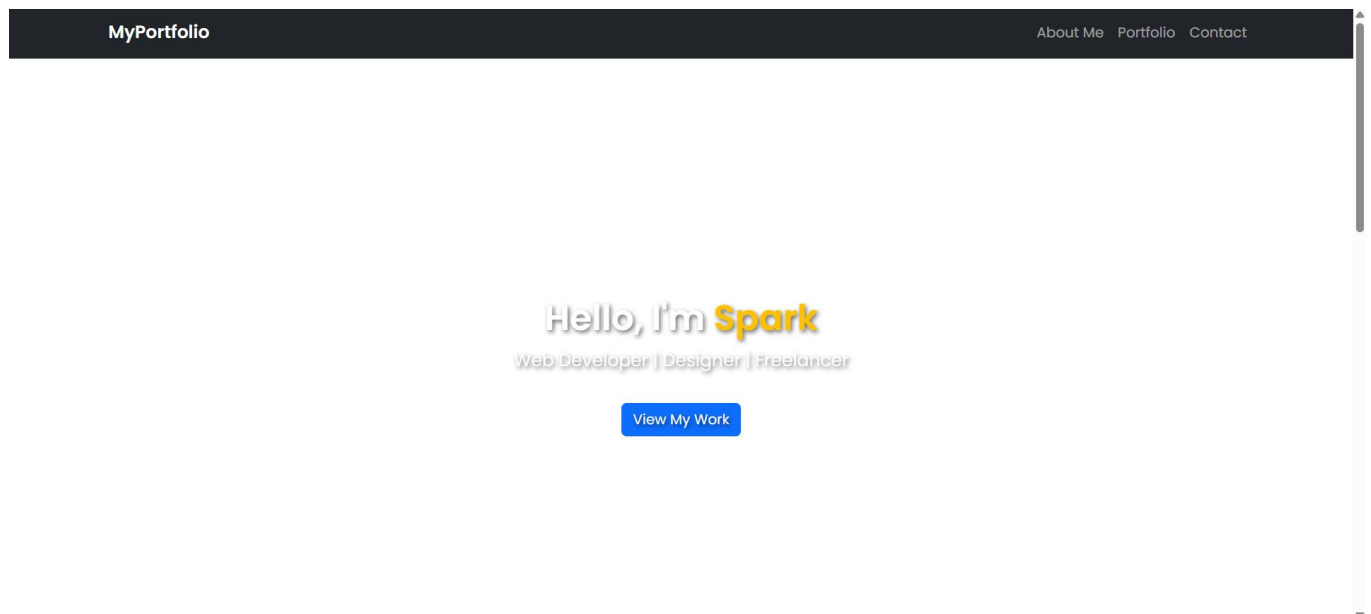 MyPortfolio
About Me Portfolio Contact
Hello, I'm Spark
Web Developer | Designer | Freelancer
View My Work